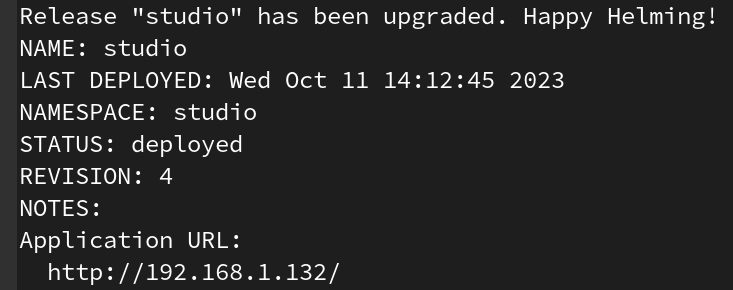 Release "studio" has been upgraded. Happy Helming!
NAME: studio
LAST DEPLOYED: Wed Oct 11 14:12:45 2023
NAMESPACE: studio
STATUS: deployed
REVISION: 4
NOTES:
Application URL:
  http://192.168.1.132/